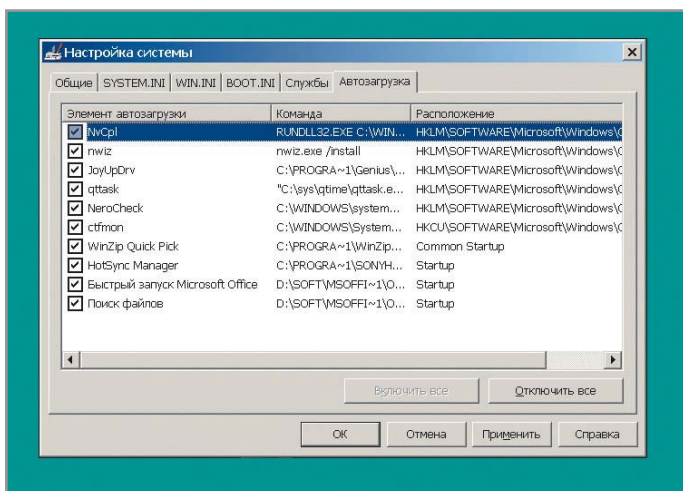 Настройка системы
Общие SYSTEM.INI WIN.INI BOOT.INI Службы Автозагрузка
Элемент автозагрузки Команда Расположение
NvCpl RUNDLL32.EXE C:\WIN... HKLM\SOFTWARE\Microsoft\Windows\C
nwiz nwiz.exe /install HKLM\SOFTWARE\Microsoft\Windows\C
JoyUpDrv C:\PROGRA~1\Genius\... HKLM\SOFTWARE\Microsoft\Windows\C
qttask "C:\sys\qtime\qttask.e... HKLM\SOFTWARE\Microsoft\Windows\C
NeroCheck C:\WINDOWS\system... HKLM\SOFTWARE\Microsoft\Windows\C
ctfmon C:\WINDOWS\System... HKCU\SOFTWARE\Microsoft\Windows\C
WinZip Quick Pick C:\PROGRA~1\WinZip... Common Startup
HotSync Manager C:\PROGRA~1\SONYH... Startup
Быстрый запуск Microsoft Office D:\SOFT\MSOFFI~1\O... Startup
Поиск файлов D:\SOFT\MSOFFI~1\O... Startup
Включить все Отключить все
ОК Отмена Применить Справка